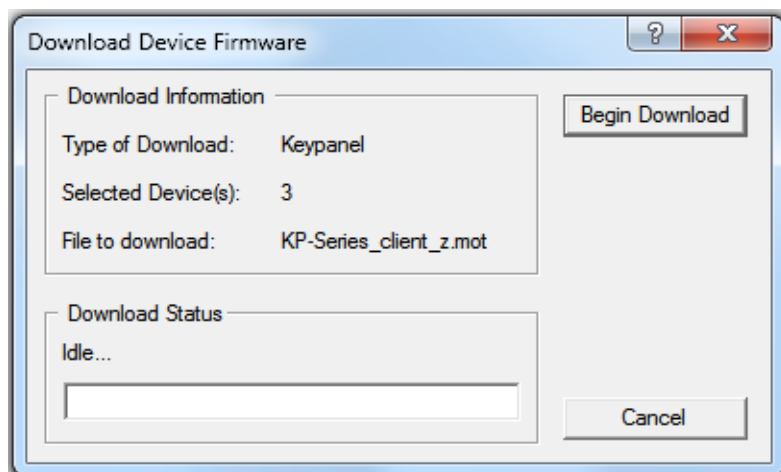 Download Device Firmware
Download Information
Type of Download: Keypanel
Selected Device(s): 3
File to download: KP-Series_client_z.mot
Begin Download
Download Status
Idle...
Cancel